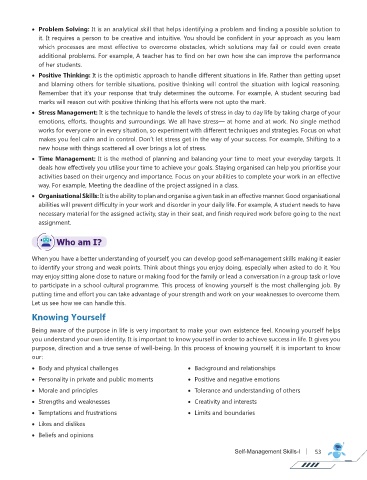 • Problem Solving: It is an analytical skill that helps identifying a problem and finding a possible solution to
it. It requires a person to be creative and intuitive. You should be confident in your approach as you learn
which processes are most effective to overcome obstacles, which solutions may fail or could even create
additional problems. For example, A teacher has to find on her own how she can improve the performance
of her students.
• Positive Thinking: It is the optimistic approach to handle different situations in life. Rather than getting upset
and blaming others for terrible situations, positive thinking will control the situation with logical reasoning.
Remember that it's your response that truly determines the outcome. For example, A student securing bad
marks will reason out with positive thinking that his efforts were not upto the mark.
• Stress Management: It is the technique to handle the levels of stress in day to day life by taking charge of your
emotions, efforts, thoughts and surroundings. We all have stress— at home and at work. No single method
works for everyone or in every situation, so experiment with different techniques and strategies. Focus on what
makes you feel calm and in control. Don't let stress get in the way of your success. For example, Shifting to a
new house with things scattered all over brings a lot of stress.
• Time Management: It is the method of planning and balancing your time to meet your everyday targets. It
deals how effectively you utilise your time to achieve your goals. Staying organised can help you prioritise your
activities based on their urgency and importance. Focus on your abilities to complete your work in an effective
way. For example, Meeting the deadline of the project assigned in a class.
• Organisational Skills: It is the ability to plan and organise a given task in an effective manner. Good organisational
abilities will prevent difficulty in your work and disorder in your daily life. For example, A student needs to have
necessary material for the assigned activity, stay in their seat, and finish required work before going to the next
assignment.
Who am I?
When you have a better understanding of yourself, you can develop good self-management skills making it easier
to identify your strong and weak points. Think about things you enjoy doing, especially when asked to do it. You
may enjoy sitting alone close to nature or making food for the family or lead a conversation in a group task or love
to participate in a school cultural programme. This process of knowing yourself is the most challenging job. By
putting time and effort you can take advantage of your strength and work on your weaknesses to overcome them.
Let us see how we can handle this.
Knowing Yourself
Being aware of the purpose in life is very important to make your own existence feel. Knowing yourself helps
you understand your own identity. It is important to know yourself in order to achieve success in life. It gives you
purpose, direction and a true sense of well-being. In this process of knowing yourself, it is important to know
our:
• Body and physical challenges
• Personality in private and public moments
• Morale and principles
• Strengths and weaknesses
• Temptations and frustrations
• Likes and dislikes
• Beliefs and opinions
• Background and relationships
• Positive and negative emotions
• Tolerance and understanding of others
• Creativity and interests
• Limits and boundaries
Self-Management Skills-I 53